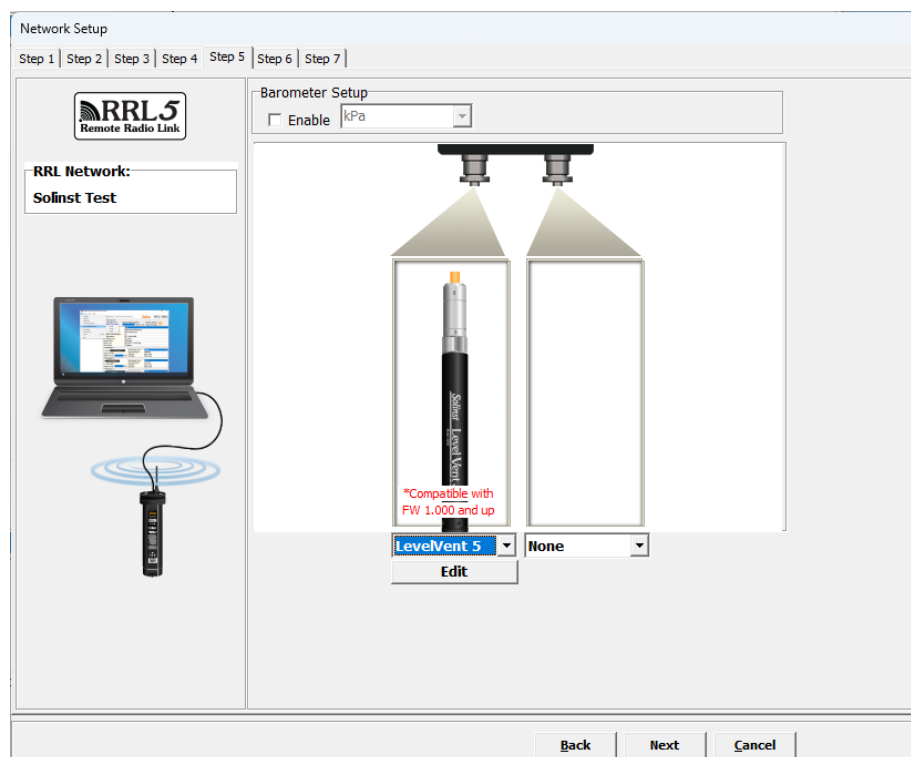 Network Setup
Step 1 Step 2 Step 3 Step 4 Step 5 Step 6 Step 7
RRL5
Remote Radio Link
RRL Network:
Solinst Test
Barometer Setup
Enable kPa
Solinst Level Vent
*Compatible with
FW 1.000 and up
LevelVent 5 None
Edit
Back Next Cancel